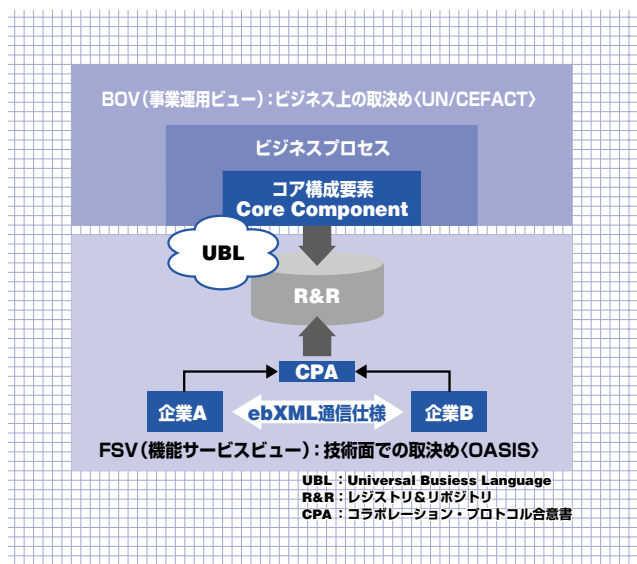 BOV(事業運用ビュー):ビジネス上の取決め〈UN/CEFACT〉
ビジネスプロセス
コア構成要素
Core Component
UBL
R&R
CPA
企業A
ebXML通信仕様
企業B
FSV(機能サービスビュー):技術面での取決め〈OASIS〉
UBL:Universal Busiess Language
R&R:レジストリ&リポジトリ
CPA:コラボレーション・プロトコル合意書